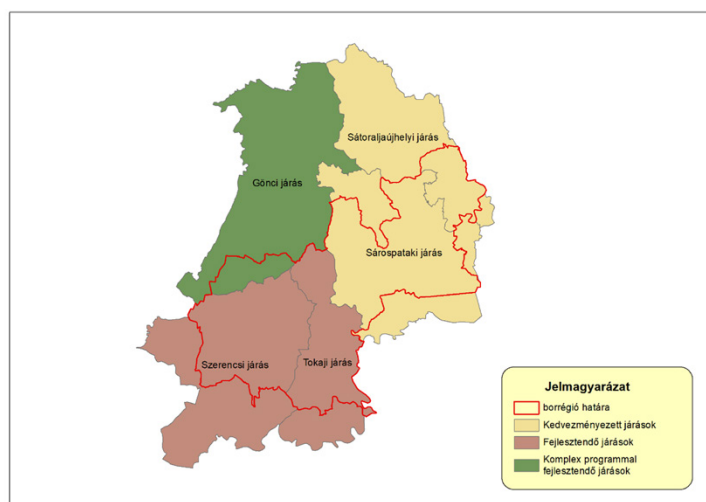 Sátoraljaújhelyi járás
Gönci járás
Sárospataki járás
Szerencsi járás
Tokaji járás
Jelmagyarázat
borrégió határa
Kedvezményezett járások
Fejlesztendő járások
Komplex programmal
fejlesztendő járások